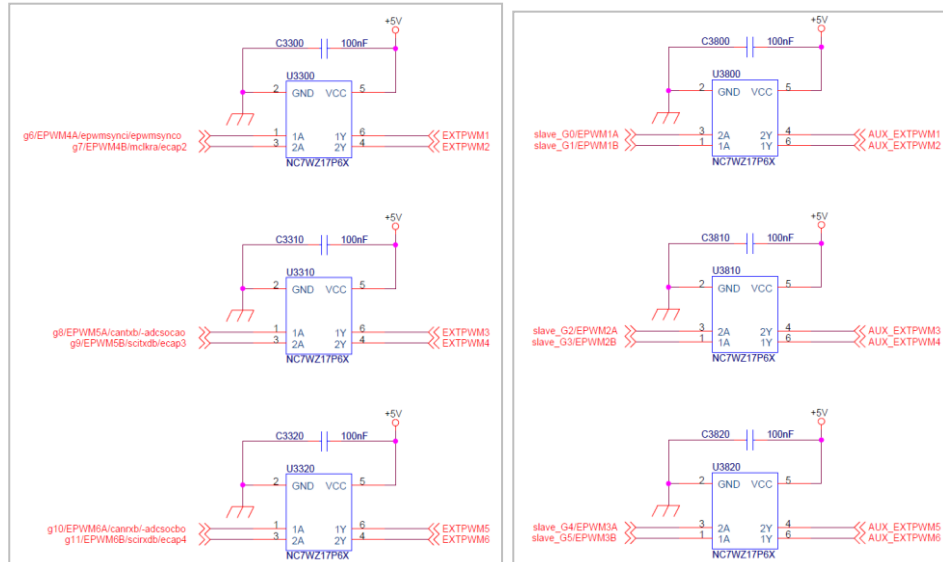 +5V
C3300 100nF
U3300
2 GND VCC 5
g6/EPWM4A/epwmsynci/epwmsynco 1 1A 1Y 6 EXTPWM1
g7/EPWM4B/mclkra/ecap2 3 2A 2Y 4 EXTPWM2
NC7WZ17P6X
+5V
C3310 100nF
U3310
2 GND VCC 5
g8/EPWM5A/cantxb/-adcsocao 1 1A 1Y 6 EXTPWM3
g9/EPWM5B/scitxdb/ecap3 3 2A 2Y 4 EXTPWM4
NC7WZ17P6X
+5V
C3320 100nF
U3320
2 GND VCC 5
g10/EPWM6A/canrxb/-adcsocbo 1 1A 1Y 6 EXTPWM5
g11/EPWM6B/scirxdb/ecap4 3 2A 2Y 4 EXTPWM6
NC7WZ17P6X
+5V
C3800 100nF
U3800
2 GND VCC 5
slave_G0/EPWM1A 3 2A 2Y 4 AUX_EXTPWM1
slave_G1/EPWM1B 1 1A 1Y 6 AUX_EXTPWM2
NC7WZ17P6X
+5V
C3810 100nF
U3810
2 GND VCC 5
slave_G2/EPWM2A 3 2A 2Y 4 AUX_EXTPWM3
slave_G3/EPWM2B 1 1A 1Y 6 AUX_EXTPWM4
NC7WZ17P6X
+5V
C3820 100nF
U3820
2 GND VCC 5
slave_G4/EPWM3A 3 2A 2Y 4 AUX_EXTPWM5
slave_G5/EPWM3B 1 1A 1Y 6 AUX_EXTPWM6
NC7WZ17P6X